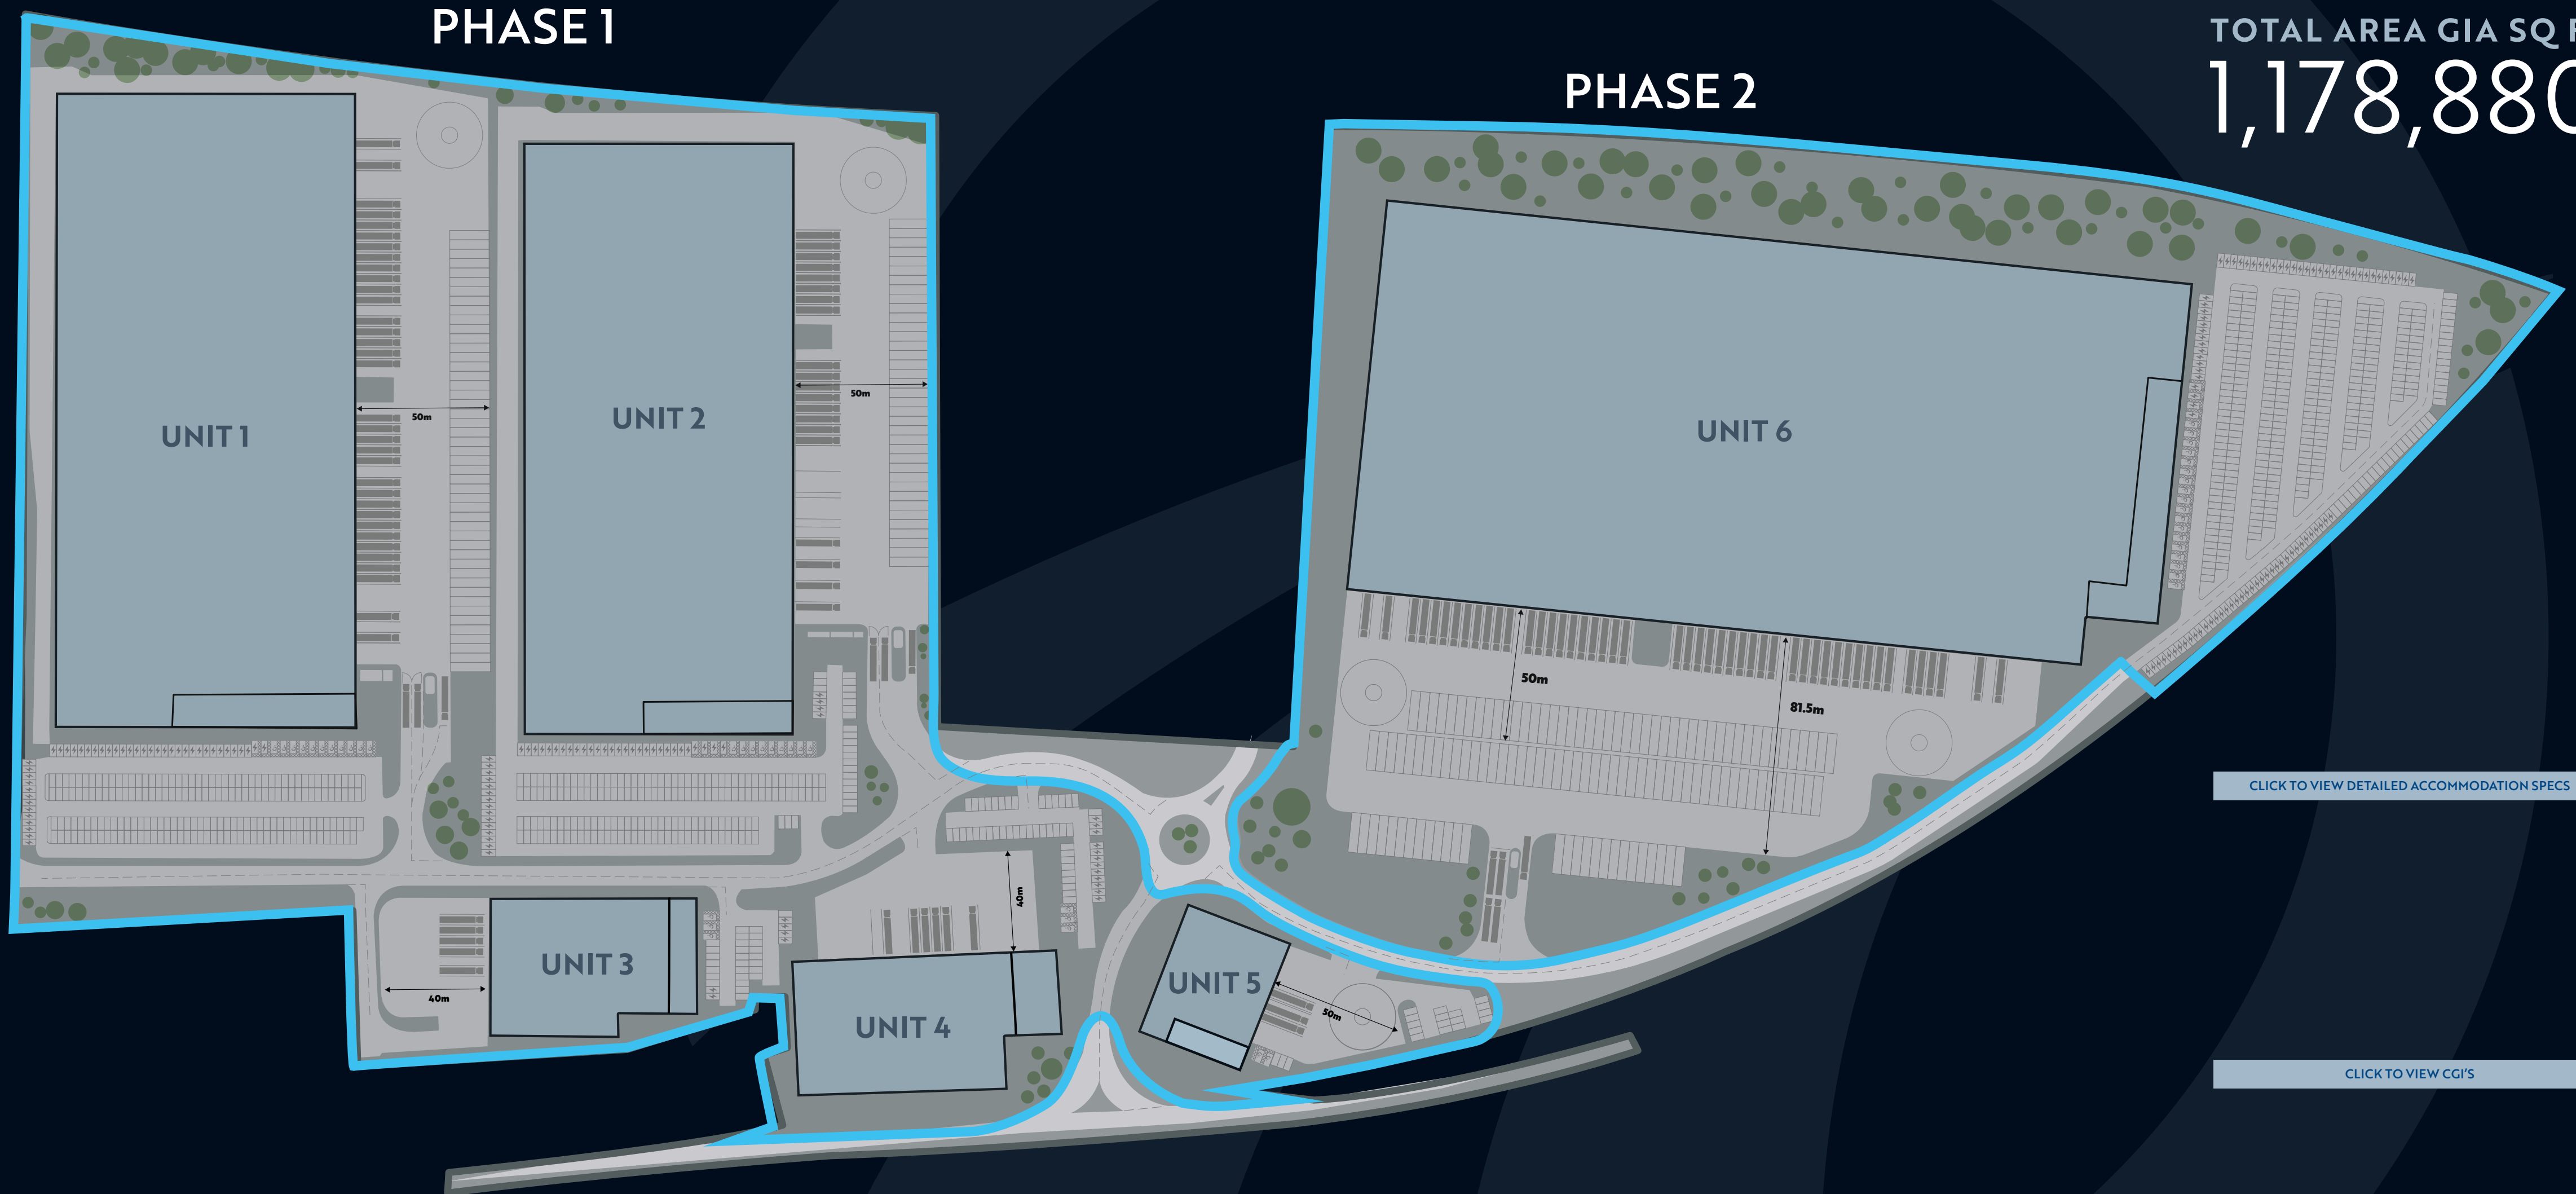 PHASE 1
PHASE 2
TOTAL AREA GIA SQ
1,178,880
UNIT 1
50m
UNIT 2
50m
UNIT 6
50m
81.5m
CLICK TO VIEW DETAILED ACCOMMODATION SPECS
UNIT 3
40m
40m
UNIT 4
UNIT 5
50m
CLICK TO VIEW CGI'S